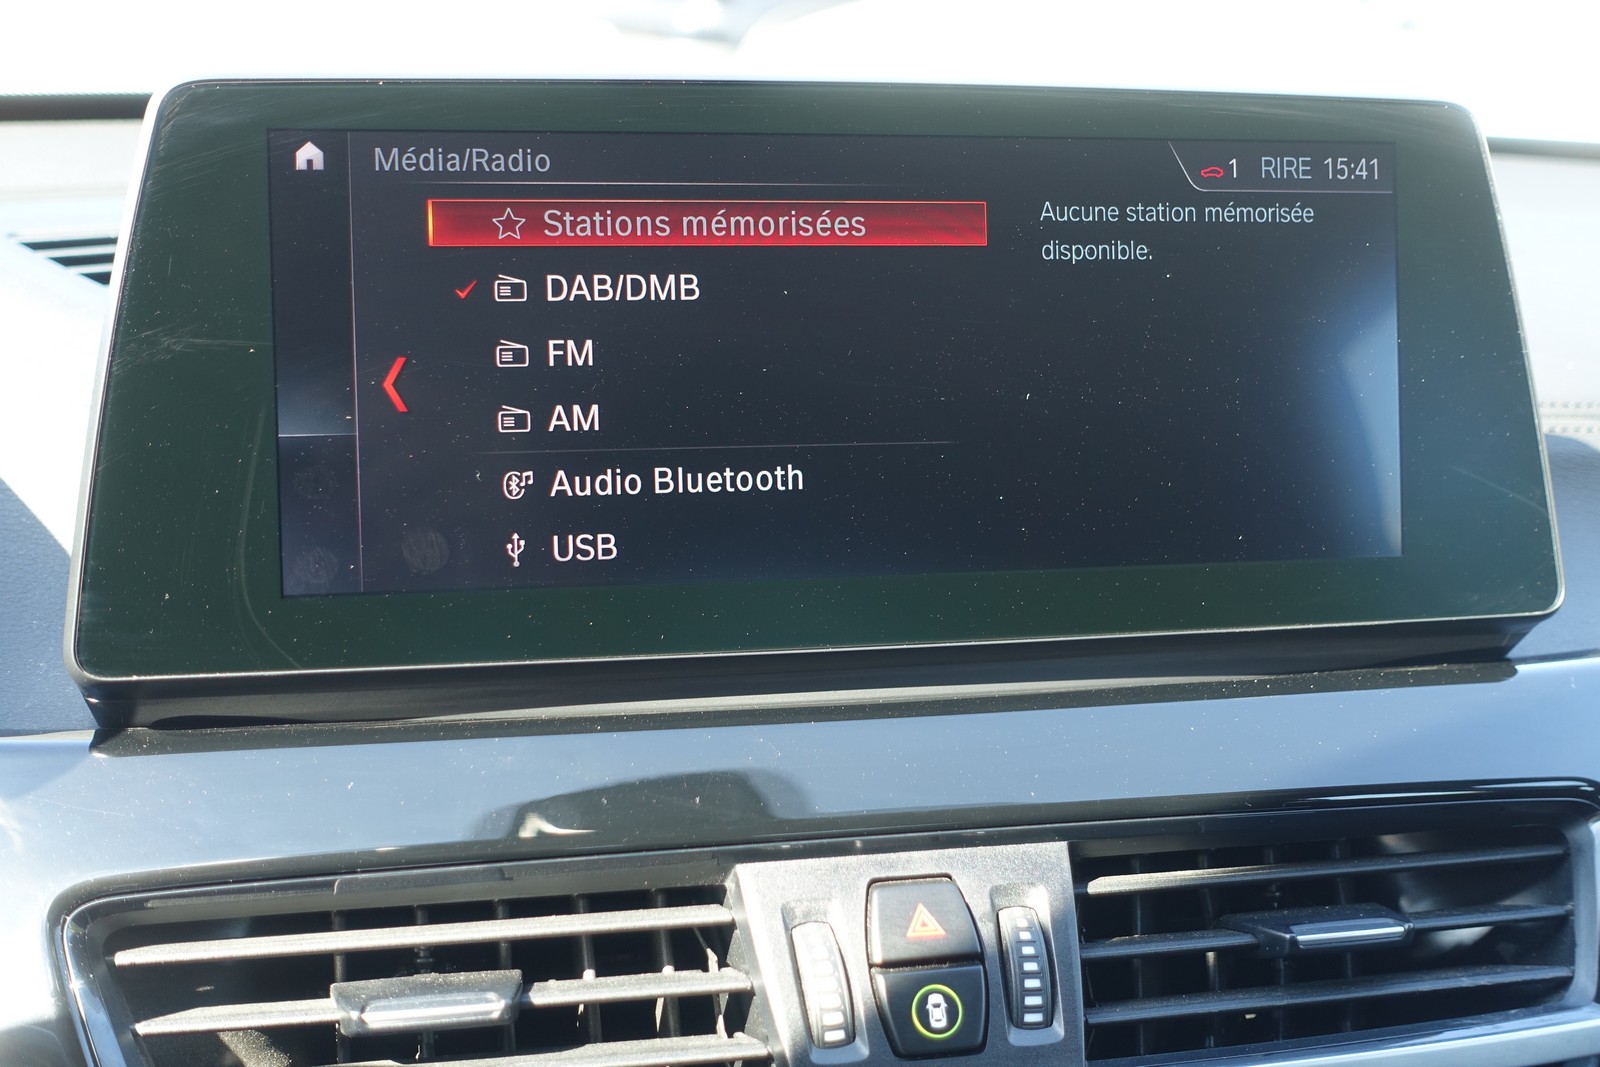 Média/Radio
1 RIRE 15:41
Stations mémorisées
Aucune station mémorisée
disponible.
DAB/DMB
FM
AM
Audio Bluetooth
USB